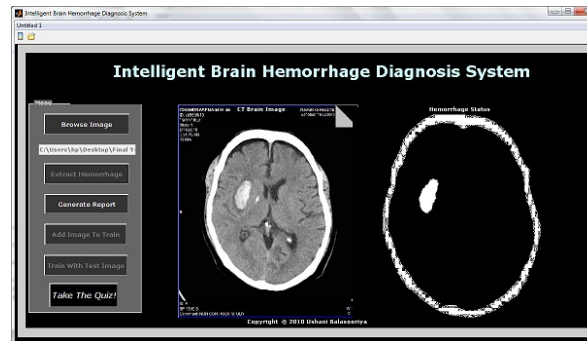 Intelligent Brain Hemorrhage Diagnosis System
Untitled 1
Intelligent Brain Hemorrhage Diagnosis System
Menu
Browse Image
C:\Users\hp\Desktop\Final Y
Extract Hemorrhage
Generate Report
Add Image To Train
Train With Test Image
Take The Quiz!
CT Brain Image
Hemorrhage Status
Copyright © 2010 Ushani Balasooriya